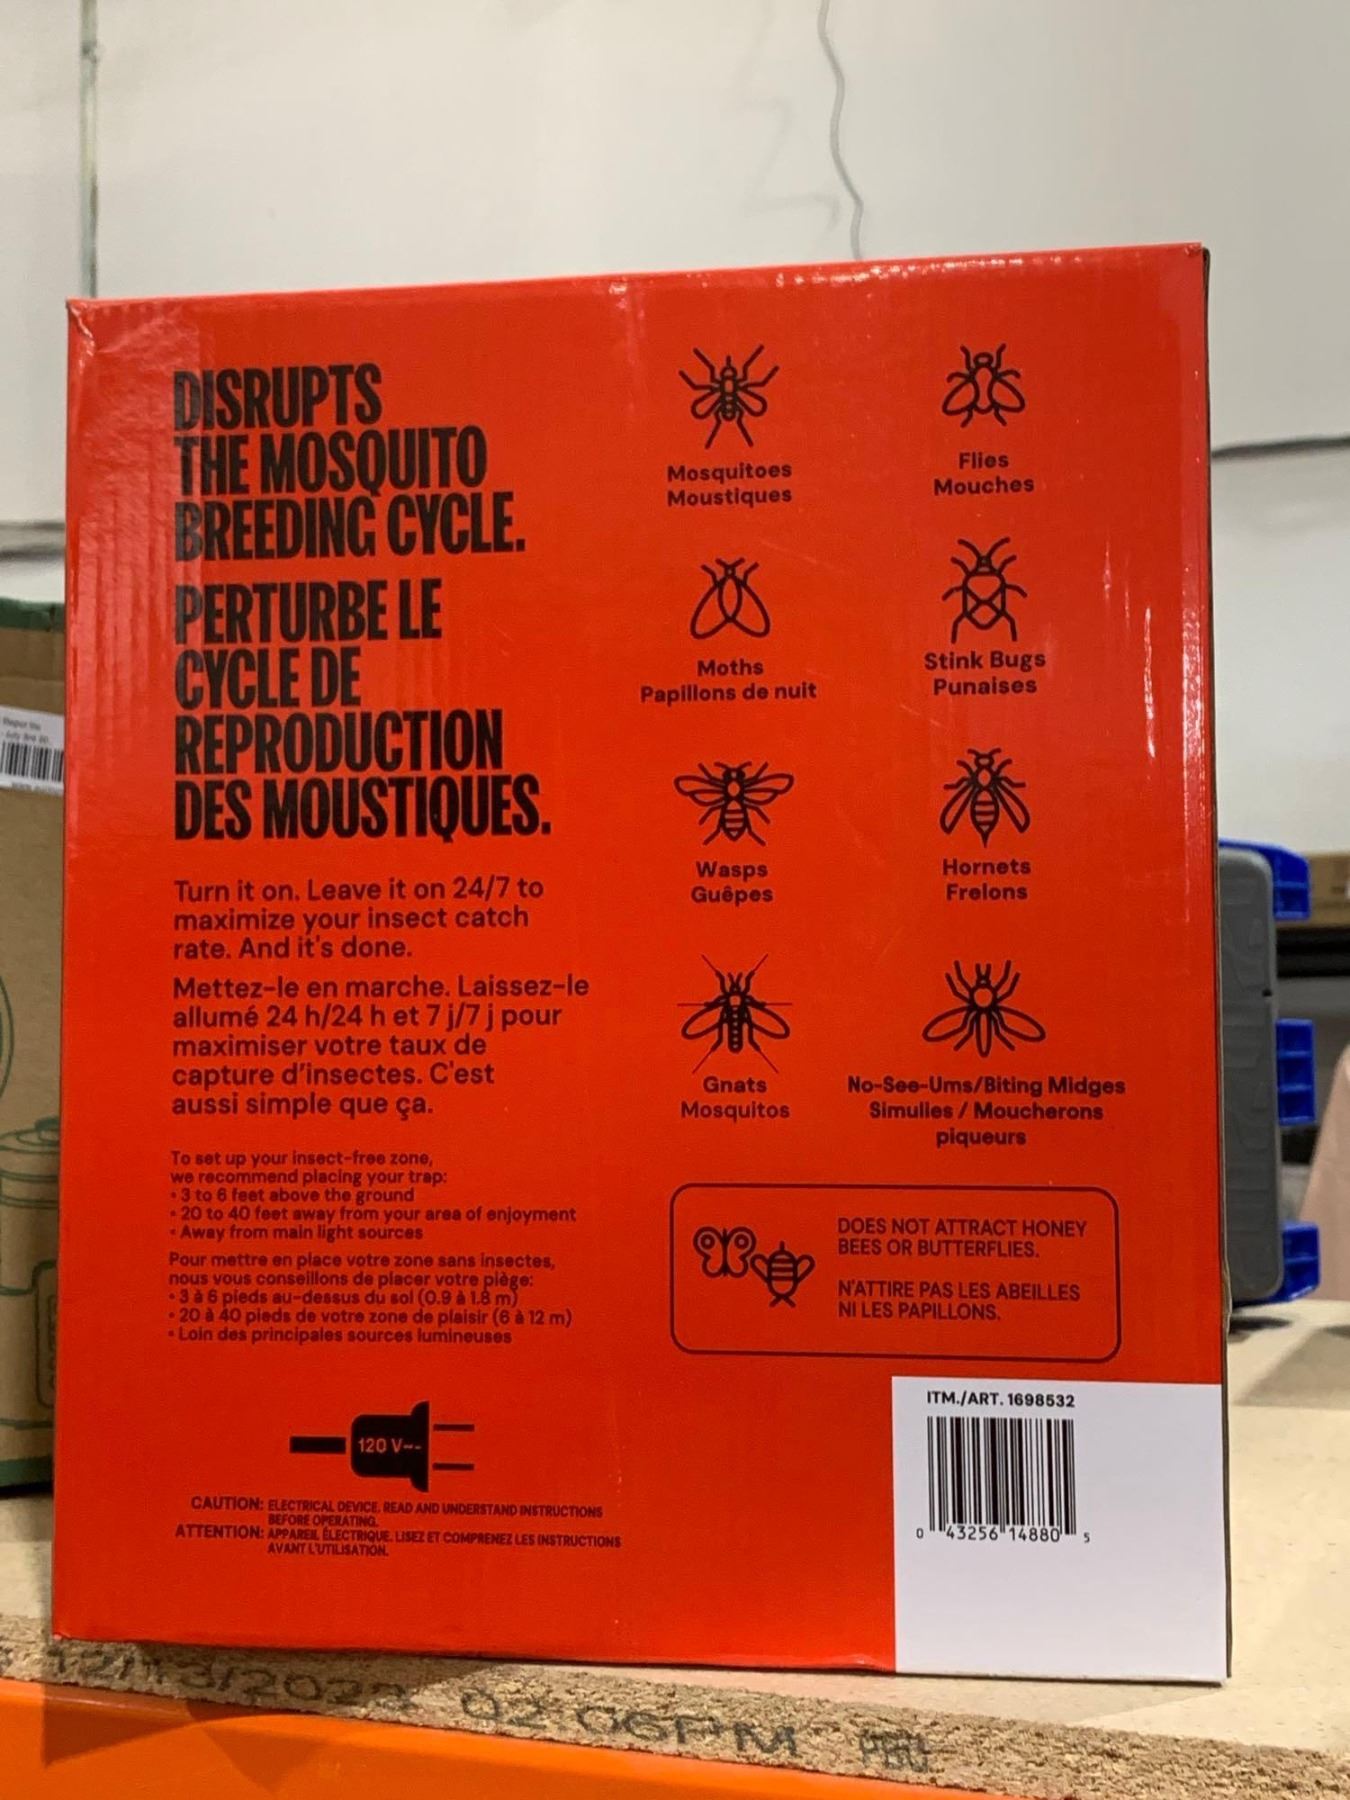 DISRUPTS
THE MOSQUITO
BREEDING CYCLE.
PERTURBE LE
CYCLE DE
REPRODUCTION
DES MOUSTIQUES.
Turn it on. Leave it on 24/7 to
maximize your insect catch
rate. And it's done.
Mettez-le en marche. Laissez-le
allumé 24 h/24 h et 7 j/7 j pour
maximiser votre taux de
capture d'insectes. C'est
aussi simple que ça.
To set up your insect-free zone,
we recommend placing your trap:
• 3 to 6 feet above the ground
• 20 to 40 feet away from your area of enjoyment
• Away from main light sources
Pour mettre en place votre zone sans insectes,
nous vous conseillons de placer votre piège:
• 3 à 6 pieds au-dessus du sol (0.9 à 1.8 m)
• 20 à 40 pieds de votre zone de plaisir (6 à 12 m)
• Loin des principales sources lumineuses
120 V~-
CAUTION: ELECTRICAL DEVICE. READ AND UNDERSTAND INSTRUCTIONS
BEFORE OPERATING.
ATTENTION: APPAREIL ÉLECTRIQUE. LISEZ ET COMPRENEZ LES INSTRUCTIONS
AVANT L'UTILISATION.
Mosquitoes
Moustiques
Flies
Mouches
Moths
Papillons de nuit
Stink Bugs
Punaises
Wasps
Guêpes
Hornets
Frelons
Gnats
Mosquitos
No-See-Ums/Biting Midges
Simulies / Moucherons
piqueurs
DOES NOT ATTRACT HONEY
BEES OR BUTTERFLIES.
N'ATTIRE PAS LES ABEILLES
NI LES PAPILLONS.
ITM./ART. 1698532
0 43256 14880 5
12/13/2023 02:06PM